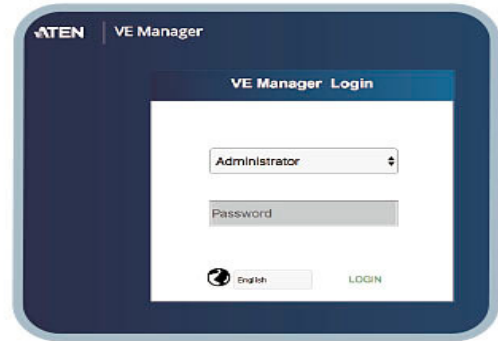 ATEN VE Manager
VE Manager Login
Administrator
Password
English LOGIN